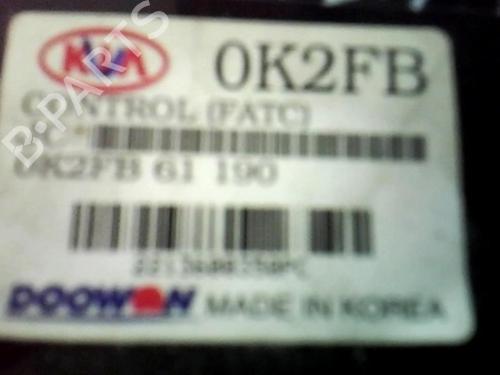 KIA 0K2FB
CONTROL (FATC)
0K2FB 61 190
DOOWON MADE IN KOREA
B-PARTS